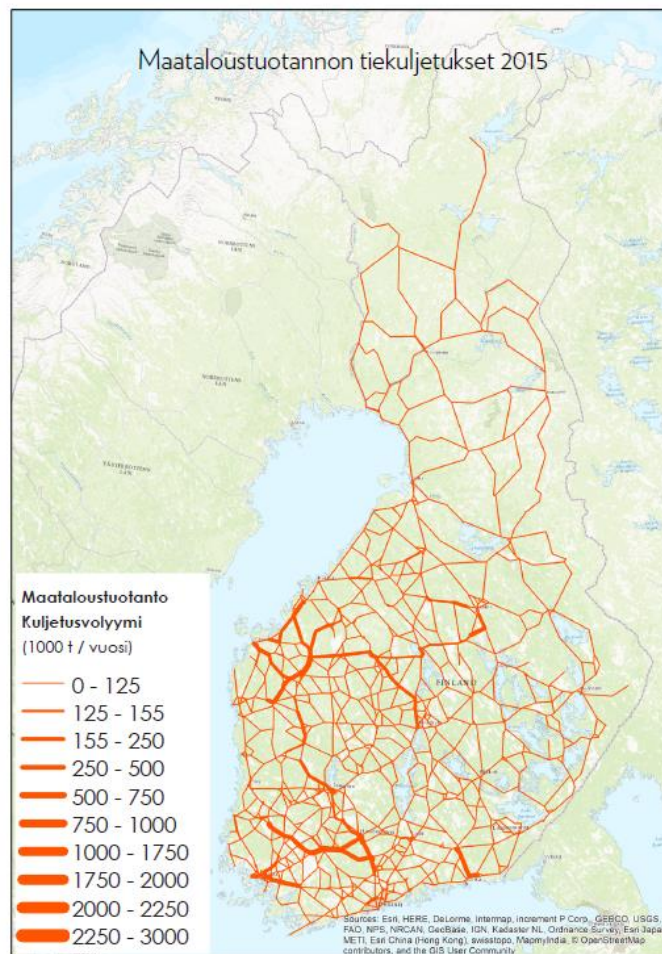 Maataloustuotannon tiekuljetukset 2015
FINLAND
Maataloustuotanto
Kuljetusvolyymi
(1000 t / vuosi)
0 - 125
125 - 155
155 - 250
250 - 500
500 - 750
750 - 1000
1000 - 1750
1750 - 2000
2000 - 2250
2250 - 3000
Sources: Esri, HERE, DeLorme, Intermap, increment P Corp., GEBCO, USGS,
FAO, NPS, NRCAN, GeoBase, IGN, Kadaster NL, Ordnance Survey, Esri Japa
METI, Esri China (Hong Kong), swisstopo, MapmyIndia, © OpenStreetMap
contributors, and the GIS User Community